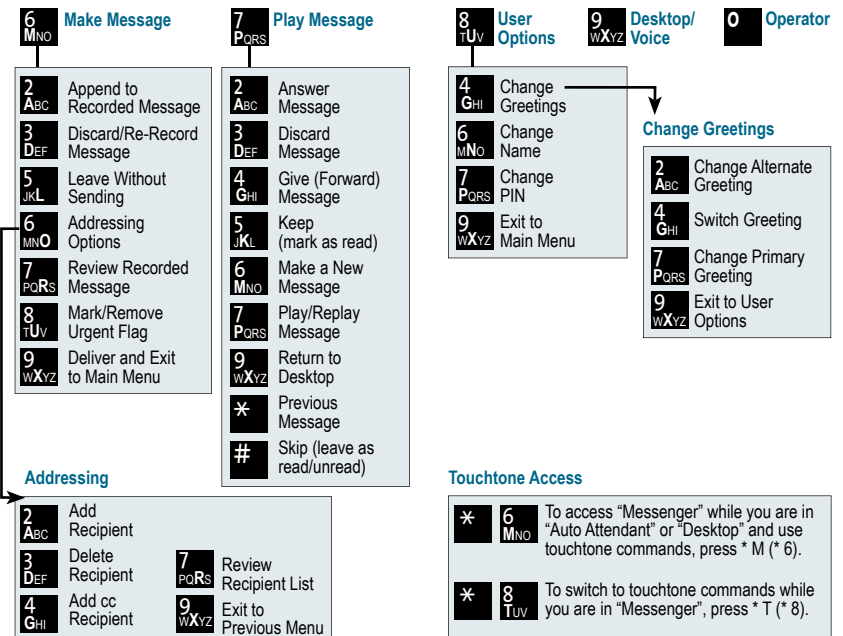 6 MNO Make Message
2 ABC Append to
Recorded Message
3 DEF Discard/Re-Record
Message
5 JKL Leave Without
Sending
6 MNO Addressing
Options
7 PQRS Review Recorded
Message
8 TUV Mark/Remove
Urgent Flag
9 WXYZ Deliver and Exit
to Main Menu
7 PQRS Play Message
2 ABC Answer
Message
3 DEF Discard
Message
4 GHI Give (Forward)
Message
5 JKL Keep
(mark as read)
6 MNO Make a New
Message
7 PQRS Play/Replay
Message
9 WXYZ Return to
Desktop
* Previous
Message
# Skip (leave as
read/unread)
8 TUV User
Options
4 GHI Change
Greetings
6 MNO Change
Name
7 PQRS Change
PIN
9 WXYZ Exit to
Main Menu
9 WXYZ Desktop/
Voice
O Operator
Change Greetings
2 ABC Change Alternate
Greeting
4 GHI Switch Greeting
7 PQRS Change Primary
Greeting
9 WXYZ Exit to User
Options
Addressing
2 ABC Add
Recipient
3 DEF Delete
Recipient
4 GHI Add cc
Recipient
7 PQRS Review
Recipient List
9 WXYZ Exit to
Previous Menu
Touchtone Access
* 6 MNO To access “Messenger” while you are in
“Auto Attendant” or “Desktop” and use
touchtone commands, press * M (* 6).
* 8 TUV To switch to touchtone commands while
you are in “Messenger”, press * T (* 8).